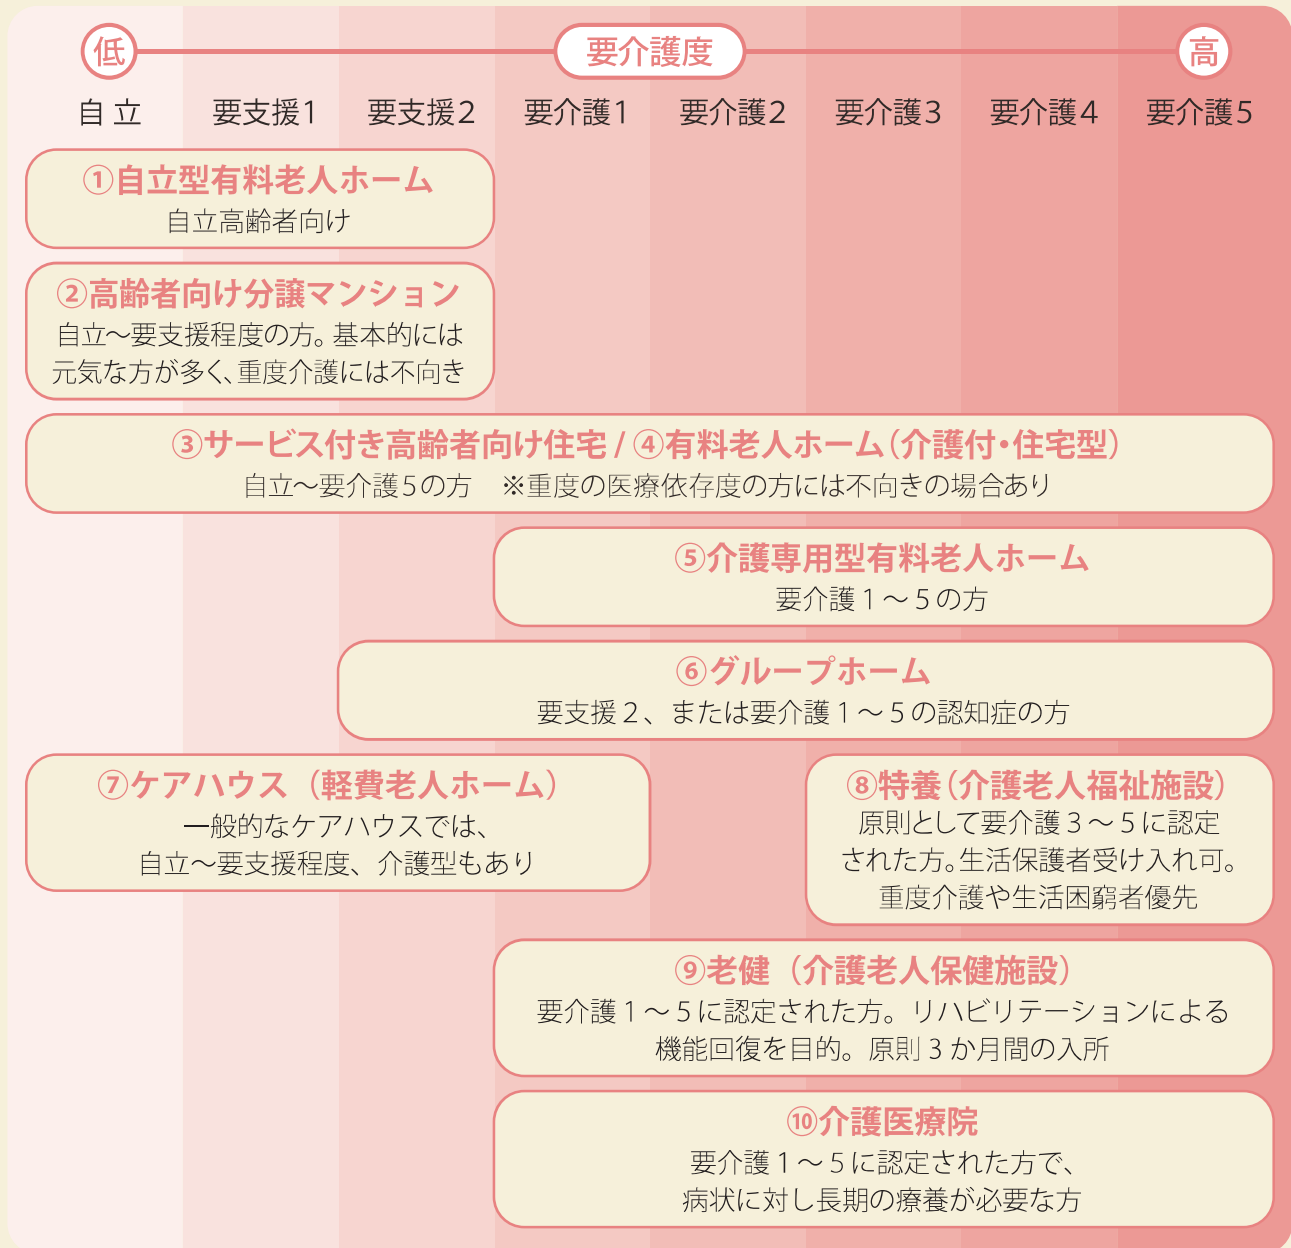 低 要介護度 高
自立 要支援1 要支援2 要介護1 要介護2 要介護3 要介護4 要介護5
①自立型有料老人ホーム
自立高齢者向け
②高齢者向け分譲マンション
自立～要支援程度の方。基本的には
元気な方が多く、重度介護には不向き
③サービス付き高齢者向け住宅 / ④有料老人ホーム（介護付・住宅型）
自立～要介護5の方　※重度の医療依存度の方には不向きの場合あり
⑤介護専用型有料老人ホーム
要介護1～5の方
⑥グループホーム
要支援2、または要介護1～5の認知症の方
⑦ケアハウス（軽費老人ホーム）
一般的なケアハウスでは、
自立～要支援程度、介護型もあり
⑧特養（介護老人福祉施設）
原則として要介護3～5に認定
された方。生活保護者受け入れ可。
重度介護や生活困窮者優先
⑨老健（介護老人保健施設）
要介護1～5に認定された方。リハビリテーションによる
機能回復を目的。原則3か月間の入所
⑩介護医療院
要介護1～5に認定された方で、
病状に対し長期の療養が必要な方